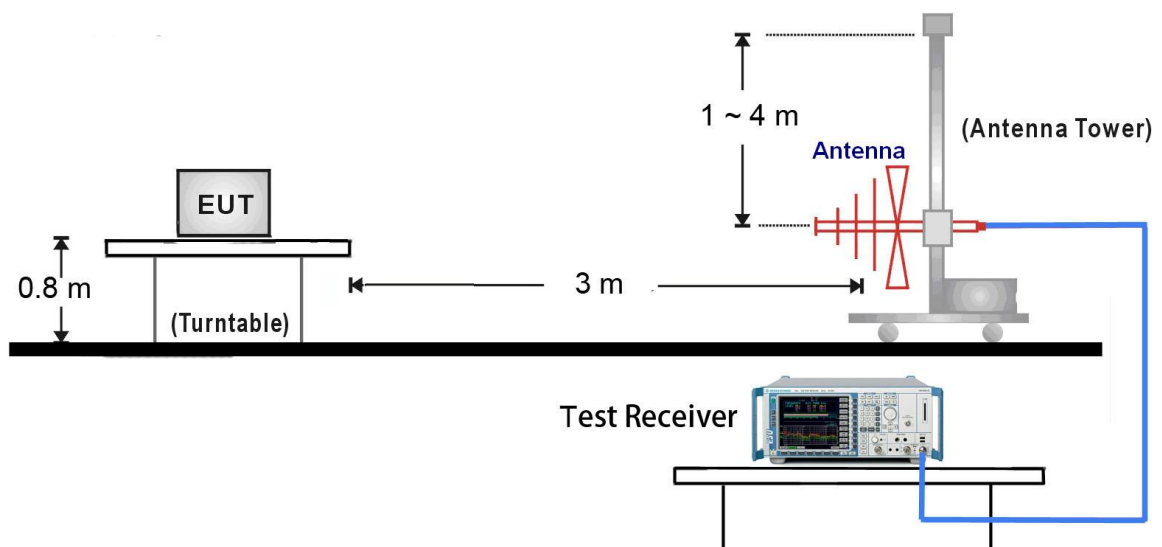 1 ~ 4 m
(Antenna Tower)
Antenna
EUT
0.8 m
3 m
(Turntable)
Test Receiver